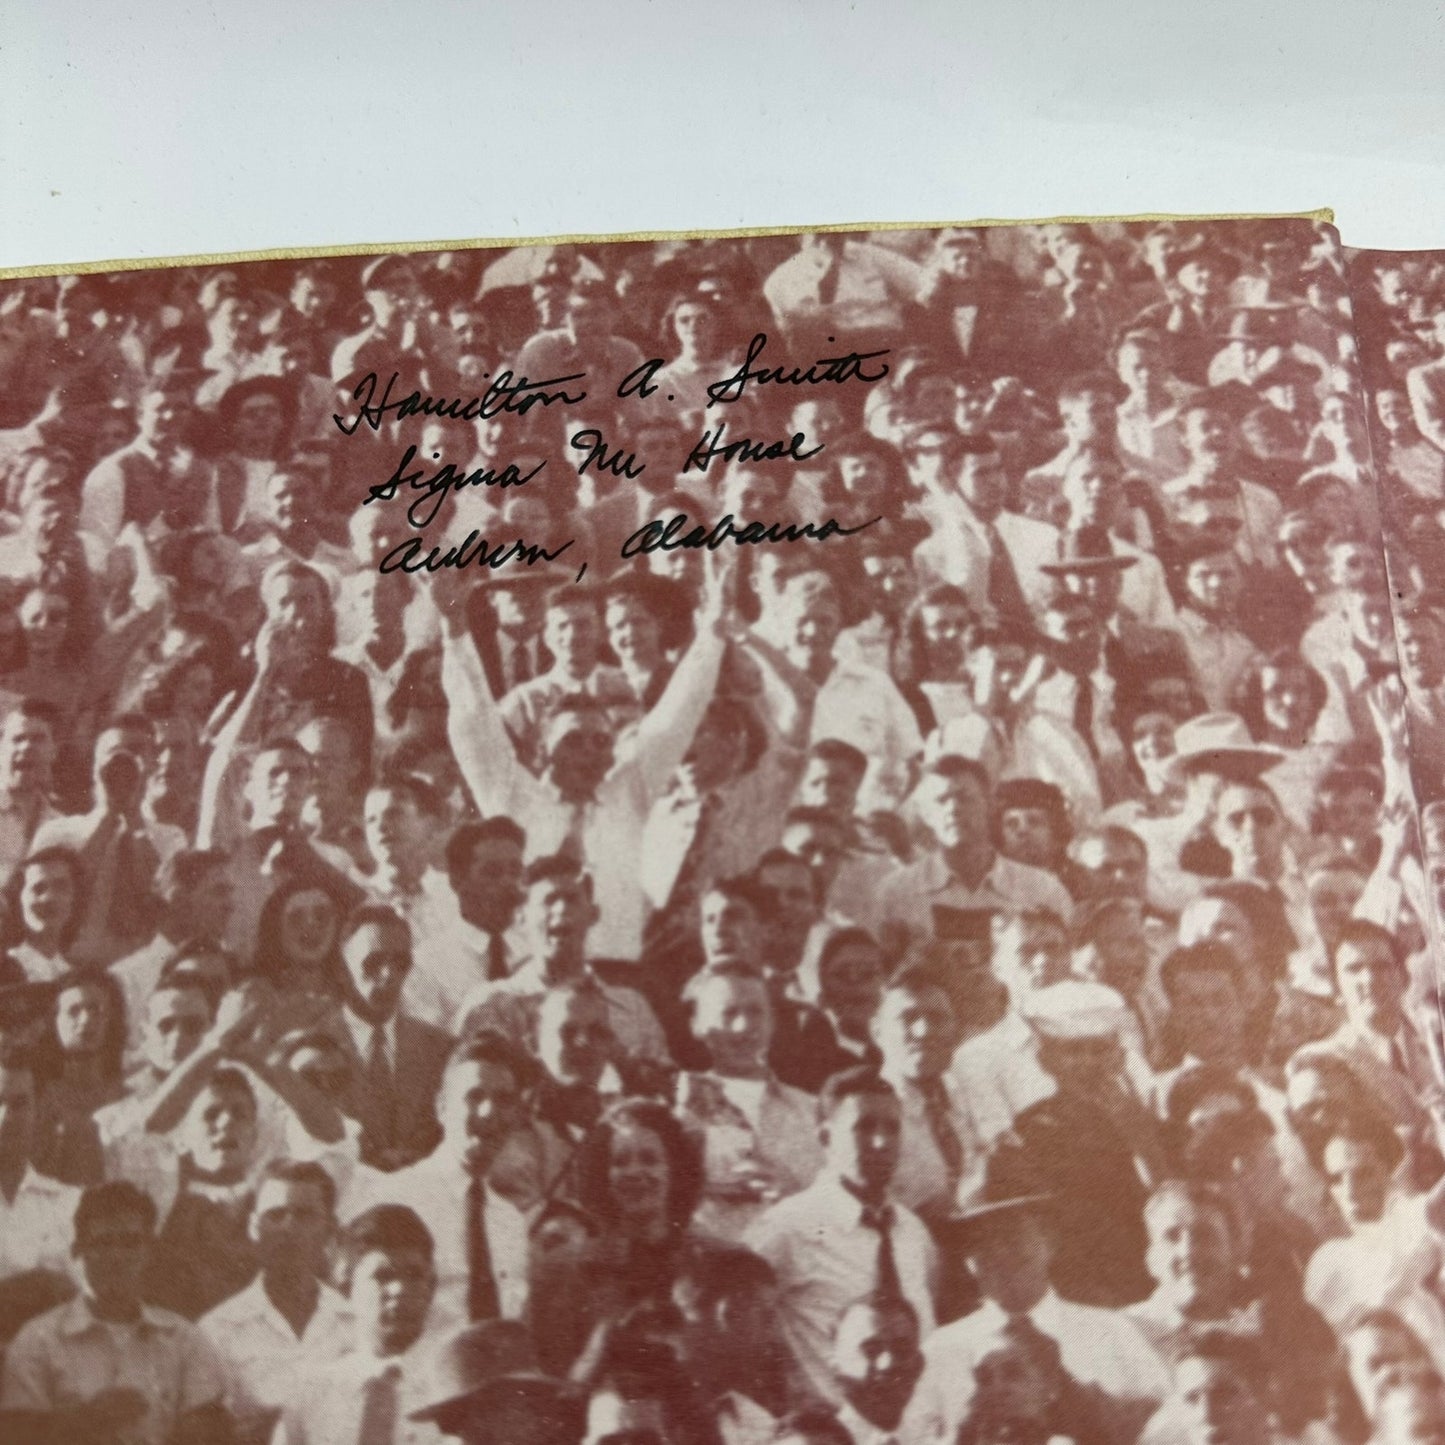 Hamilton A. Smith
Sigma Nu House
Auburn, Alabama